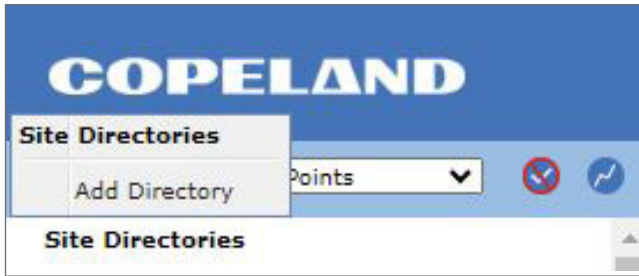 COPELAND
Site Directories
Add Directory
Points
Site Directories